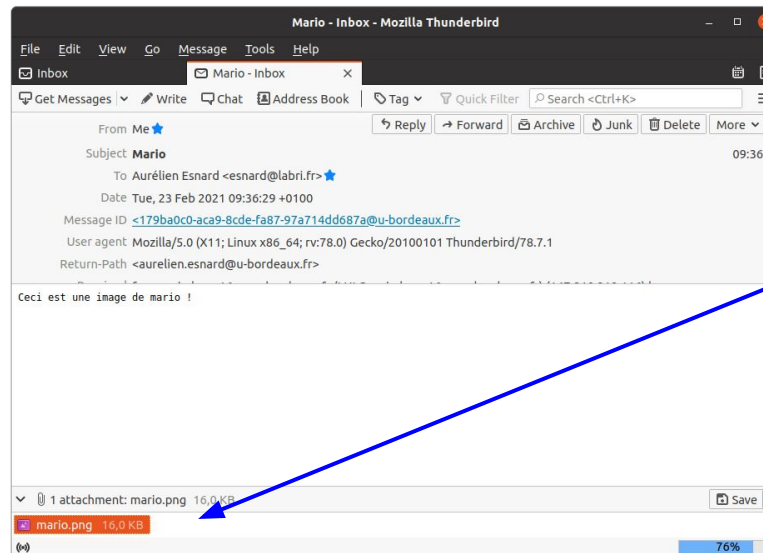 Mario - Inbox - Mozilla Thunderbird
File Edit View Go Message Tools Help
Inbox Mario - Inbox ×
Get Messages Write Chat Address Book Tag Quick Filter Search <Ctrl+K>
From Me Reply Forward Archive Junk Delete More
Subject Mario 09:36
To Aurélien Esnard <esnard@labri.fr>
Date Tue, 23 Feb 2021 09:36:29 +0100
Message ID <179ba0c0-aca9-8cde-fa87-97a714dd687a@u-bordeaux.fr>
User agent Mozilla/5.0 (X11; Linux x86_64; rv:78.0) Gecko/20100101 Thunderbird/78.7.1
Return-Path <aurelien.esnard@u-bordeaux.fr>
Ceci est une image de mario !
1 attachment: mario.png 16,0 KB Save
mario.png 16,0 KB
76%